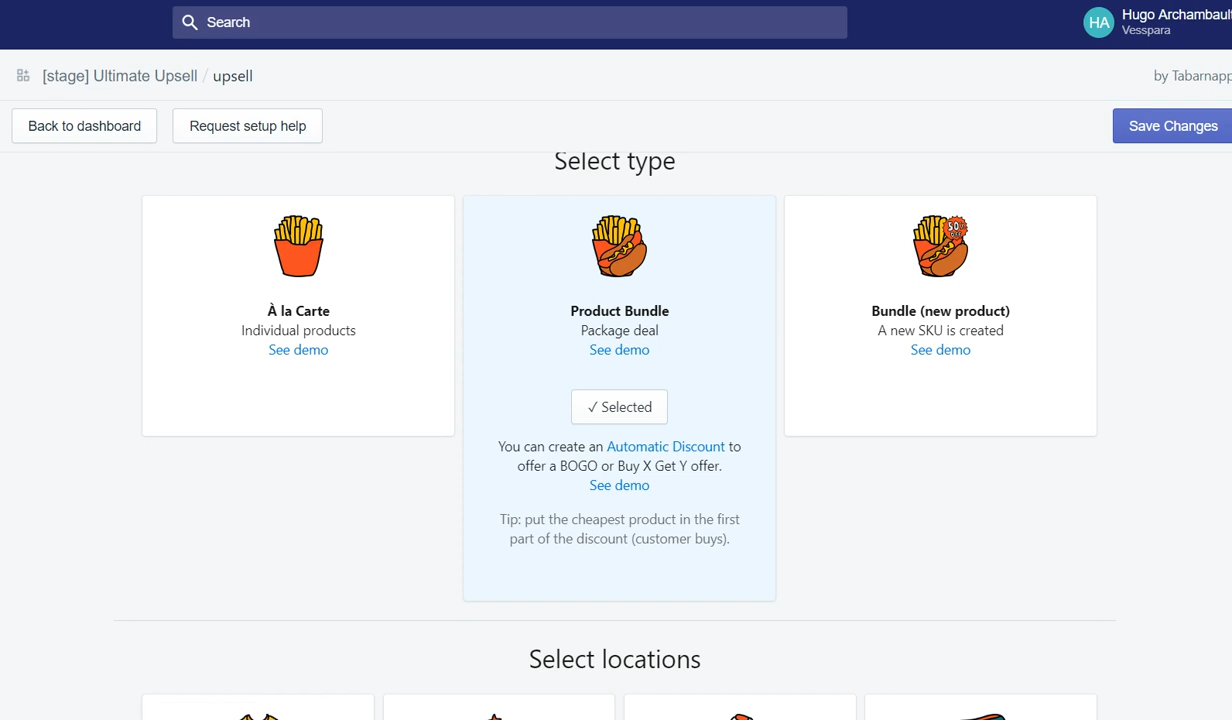 Search
HA
Hugo Archambault
Vesspara
[stage] Ultimate Upsell / upsell
by Tabarnapp
Back to dashboard
Request setup help
Save Changes
Select type
À la Carte
Individual products
See demo
Product Bundle
Package deal
See demo
✓ Selected
You can create an Automatic Discount to
offer a BOGO or Buy X Get Y offer.
See demo
Tip: put the cheapest product in the first
part of the discount (customer buys).
50%
Bundle (new product)
A new SKU is created
See demo
Select locations